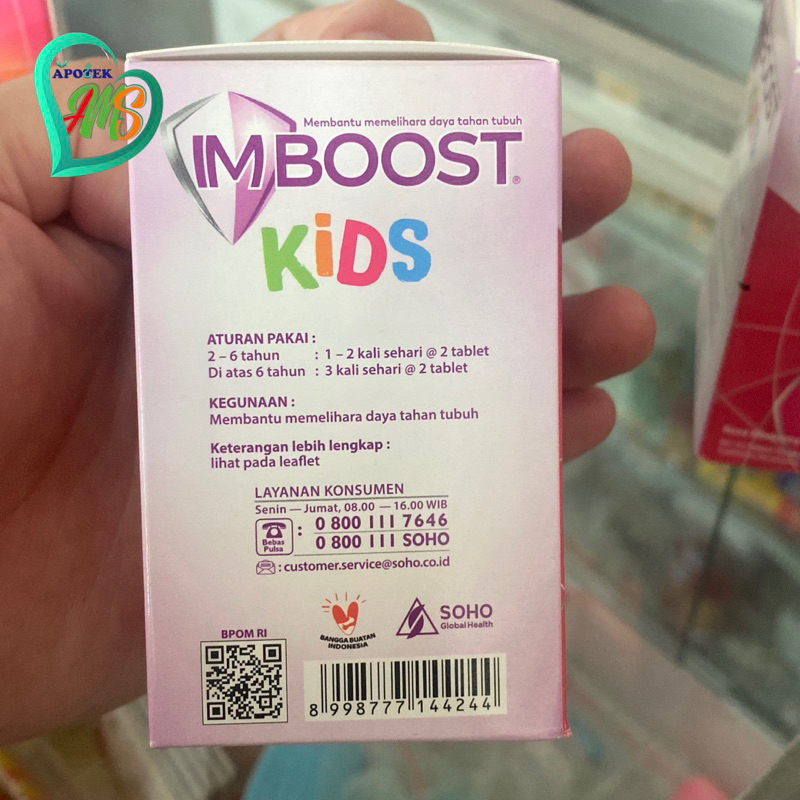 APOTEK
AMS
Membantu memelihara daya tahan tubuh
IMBOOST®
KiDS
ATURAN PAKAI :
2 – 6 tahun : 1 – 2 kali sehari @ 2 tablet
Di atas 6 tahun : 3 kali sehari @ 2 tablet
KEGUNAAN :
Membantu memelihara daya tahan tubuh
Keterangan lebih lengkap :
lihat pada leaflet
LAYANAN KONSUMEN
Senin — Jumat, 08.00 — 16.00 WIB
Bebas
Pulsa
: 0 800 111 7646
0 800 111 SOHO
: customer.service@soho.co.id
BANGGA BUATAN
INDONESIA
SOHO
Global Health
BPOM RI
8 998777 144244